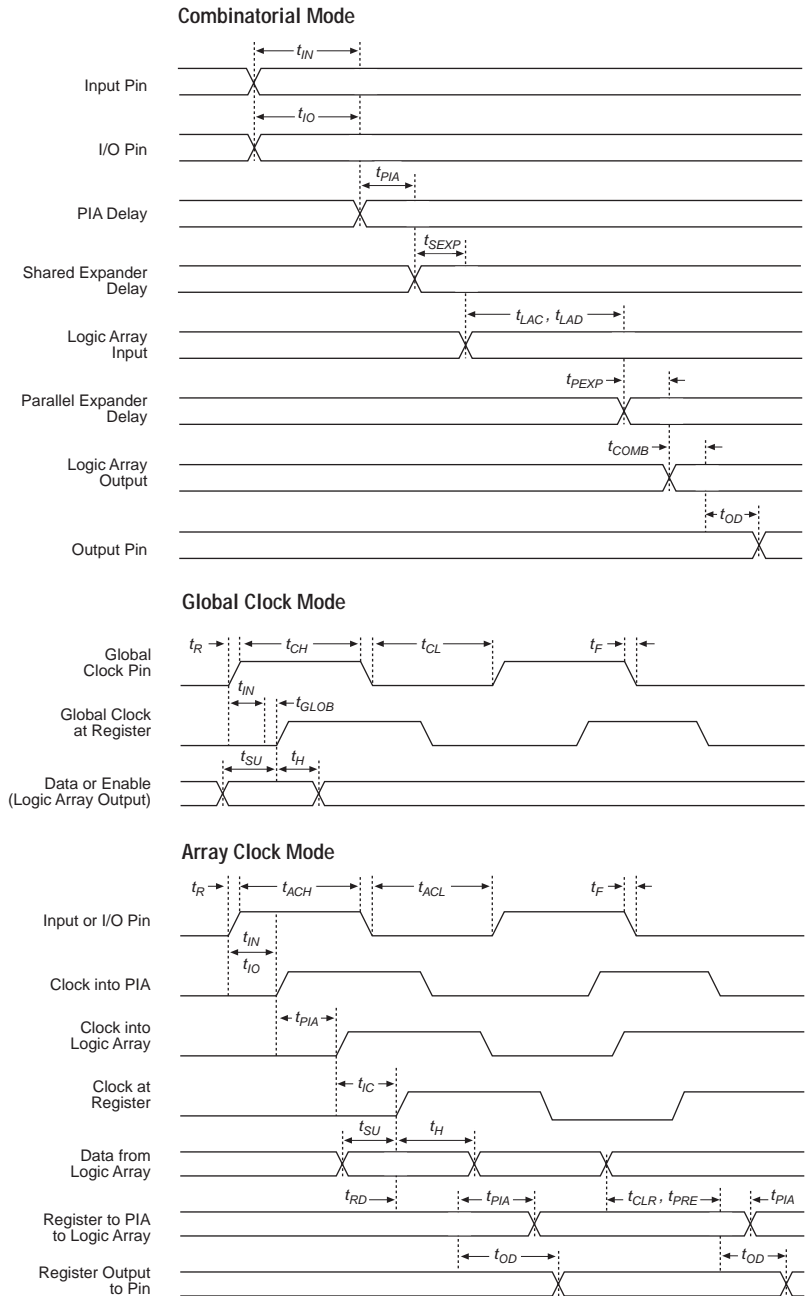 Combinatorial Mode
tIN
Input Pin
tIO
I/O Pin
tPIA
PIA Delay
tSEXP
Shared Expander
Delay
tLAC, tLAD
Logic Array
Input
tPEXP
Parallel Expander
Delay
tCOMB
Logic Array
Output
tOD
Output Pin
Global Clock Mode
tR tCH tCL tF
Global
Clock Pin
tIN
tGLOB
Global Clock
at Register
tSU tH
Data or Enable
(Logic Array Output)
Array Clock Mode
tR tACH tACL tF
Input or I/O Pin
tIN
tIO
Clock into PIA
tPIA
Clock into
Logic Array
tIC
Clock at
Register
tSU tH
Data from
Logic Array
tRD tPIA tCLR, tPRE tPIA
Register to PIA
to Logic Array
tOD tOD
Register Output
to Pin